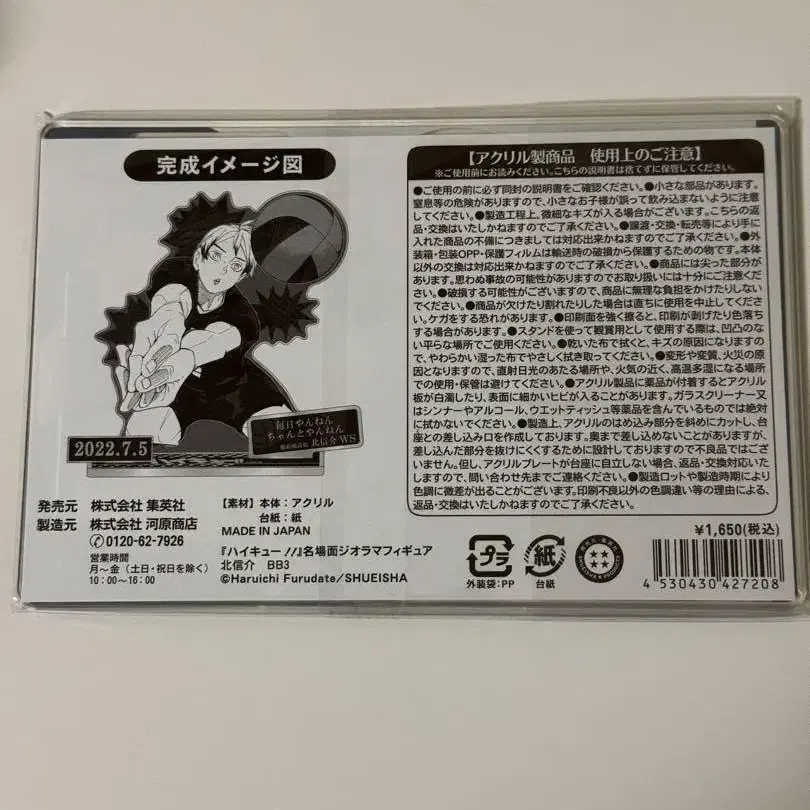 完成イメージ図
毎日やんねん
ちゃんとやんねん
稲荷崎高校 北信介 WS
2022.7.5
発売元 株式会社 集英社
製造元 株式会社 河原商店
0120-62-7926
営業時間
月～金（土日・祝日を除く）
10：00～16：00
【素材】本体：アクリル
台紙：紙
MADE IN JAPAN
『ハイキュー!!』名場面ジオラマフィギュア
北信介 BB3
©Haruichi Furudate/SHUEISHA
【アクリル製商品 使用上のご注意】
※ご使用前にお読みください。こちらの説明書は捨てずに保管してください。
●ご使用の前に必ず同封の説明書をご確認ください。●小さな部品があります。
窒息等の危険がありますので、小さなお子様が誤って飲み込まないように注意
してください。●製造工程上、微細なキズが入る場合がございます。こちらの返
品・交換はいたしかねますのでご了承ください。●譲渡・交換・転売等により手に
入れた商品の不備につきましては対応出来かねますのでご了承ください。●外
装箱・包装OPP・保護フィルムは輸送時の破損から保護するための物です。本体
以外の交換は対応出来かねますのでご了承ください。●商品には尖った部分が
あります。思わぬ事故の可能性がありますのでお取り扱いには十分にご注意くださ
い。●破損する可能性がございますので、商品に無理な負担をかけたりしない
でください。●商品が欠けたり割れたりした場合は直ちに使用を中止してくださ
い。ケガをする恐れがあります。●印刷面を強く擦ると、印刷が剥げたり色落ち
する場合があります。●スタンドを使って観賞用として使用する際は、凹凸のな
い平らな場所でご使用ください。●乾いた布で拭くと、キズの原因になりますの
で、やわらかい湿った布でやさしく拭き取ってください。●変形や変質、火災の原
因となりますので、直射日光のあたる場所や、火気の近く、高温多湿になる場所
での使用・保管は避けてください。●アクリル製品に薬品が付着するとアクリル
板が白濁したり、表面に細かいヒビが入ることがあります。ガラスクリーナー又
はシンナーやアルコール、ウエットティッシュ等薬品を含んでいるものでは絶対
に拭かないでください。●製造上、アクリルのはめ込み部分を斜めにカットし、台
座との差し込み口を作成しております。奥まで差し込めないことがありますが、
差し込んだ部分を抜けにくくするために設計しておりますので不良品ではござ
いません。但し、アクリルプレートが台座に自立しない場合、返品・交換対応いた
しますので、問い合わせ先までご連絡ください。●製造ロットや製造時期により
色調に微差が出ることがございます。印刷不良以外の色調違い等の理由による、
返品・交換はいたしかねますのでご了承ください。
¥1,650(税込)
プラ
外装袋：PP
紙
台紙
4 530430 427208